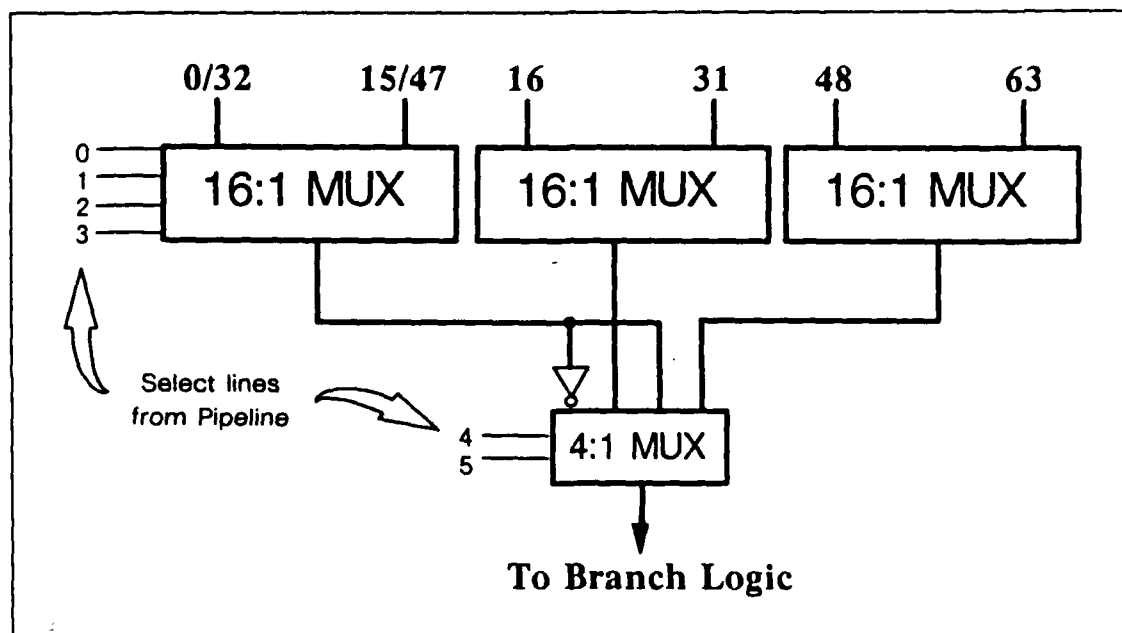 0/32 15/47 16 31 48 63
0
1
2
3
16:1 MUX 16:1 MUX 16:1 MUX
Select lines
from Pipeline
4
5
4:1 MUX
To Branch Logic